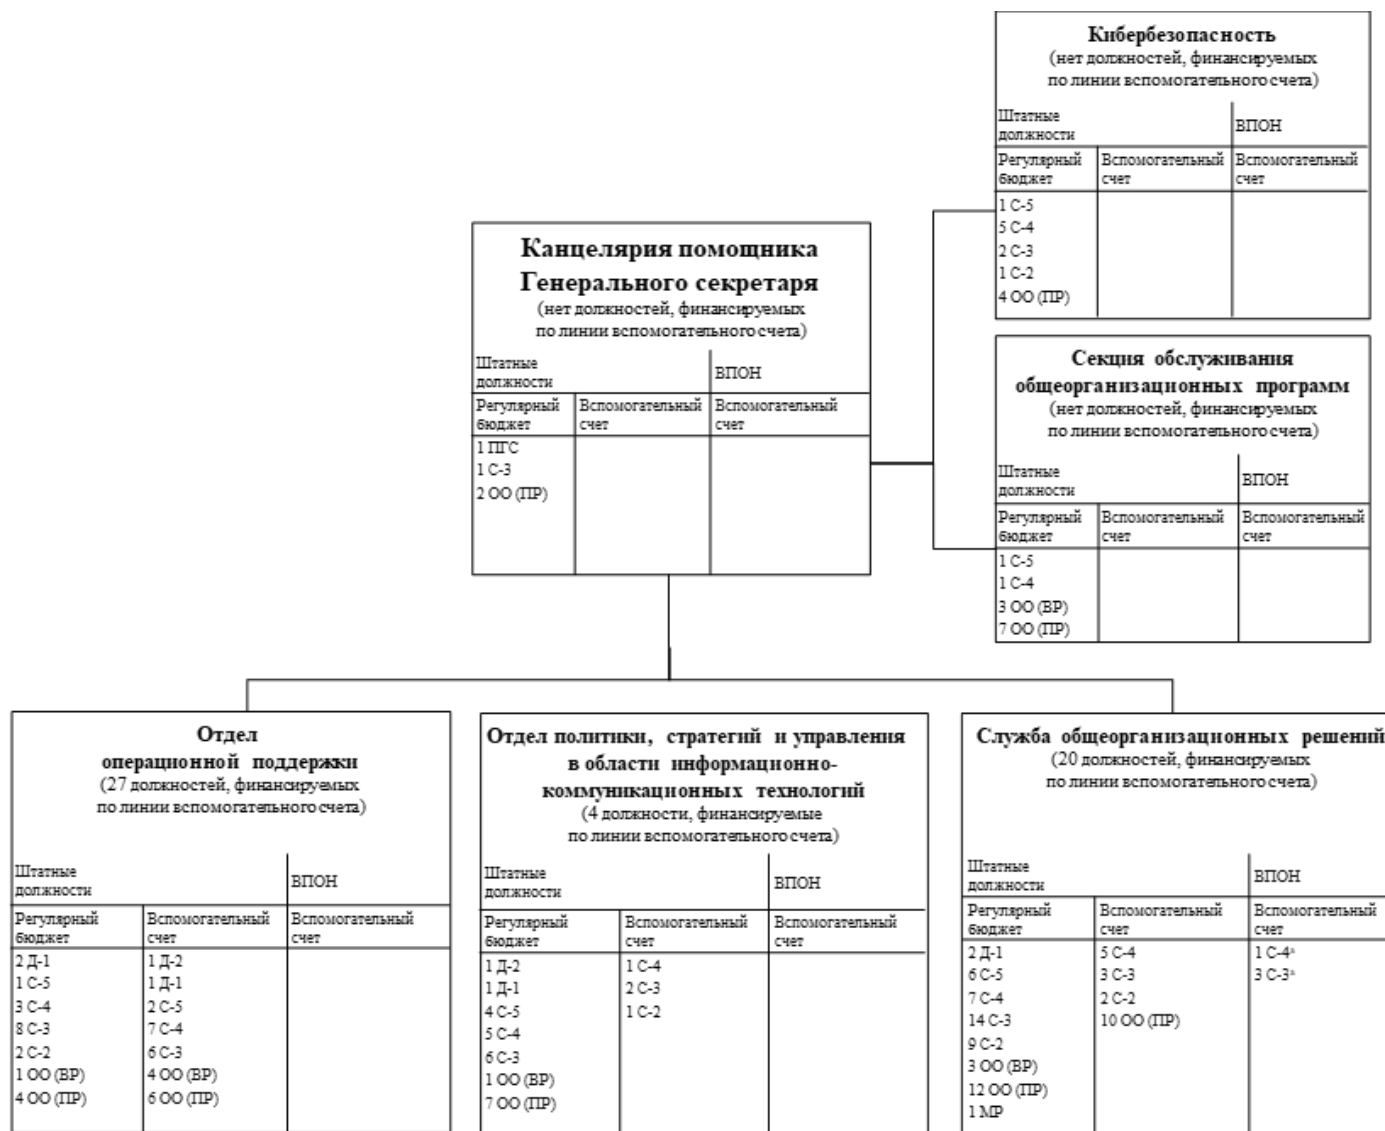 Кибербезопасность
(нет должностей, финансируемых
по линии вспомогательного счета)
Штатные
должности
ВПОН
Регулярный
бюджет
Вспомогательный
счет
Вспомогательный
счет
1 С-5
5 С-4
2 С-3
1 С-2
4 ОО (ПР)
Канцелярия помощника
Генерального секретаря
(нет должностей, финансируемых
по линии вспомогательного счета)
Штатные
должности
ВПОН
Регулярный
бюджет
Вспомогательный
счет
Вспомогательный
счет
1 ПГС
1 С-3
2 ОО (ПР)
Секция обслуживания
общеорганизационных программ
(нет должностей, финансируемых
по линии вспомогательного счета)
Штатные
должности
ВПОН
Регулярный
бюджет
Вспомогательный
счет
Вспомогательный
счет
1 С-5
1 С-4
3 ОО (ВР)
7 ОО (ПР)
Отдел
операционной поддержки
(27 должностей, финансируемых
по линии вспомогательного счета)
Штатные
должности
ВПОН
Регулярный
бюджет
Вспомогательный
счет
Вспомогательный
счет
2 Д-1
1 С-5
3 С-4
8 С-3
2 С-2
1 ОО (ВР)
4 ОО (ПР)
1 Д-2
1 Д-1
2 С-5
7 С-4
6 С-3
4 ОО (ВР)
6 ОО (ПР)
Отдел политики, стратегий и управления
в области информационно-
коммуникационных технологий
(4 должности, финансируемые
по линии вспомогательного счета)
Штатные
должности
ВПОН
Регулярный
бюджет
Вспомогательный
счет
Вспомогательный
счет
1 Д-2
1 Д-1
4 С-5
5 С-4
6 С-3
1 ОО (ВР)
7 ОО (ПР)
1 С-4
2 С-3
1 С-2
Служба общеорганизационных решений
(20 должностей, финансируемых
по линии вспомогательного счета)
Штатные
должности
ВПОН
Регулярный
бюджет
Вспомогательный
счет
Вспомогательный
счет
2 Д-1
6 С-5
7 С-4
14 С-3
9 С-2
3 ОО (ВР)
12 ОО (ПР)
1 МР
5 С-4
3 С-3
2 С-2
10 ОО (ПР)
1 С-4ᵃ
3 С-3ᵃ